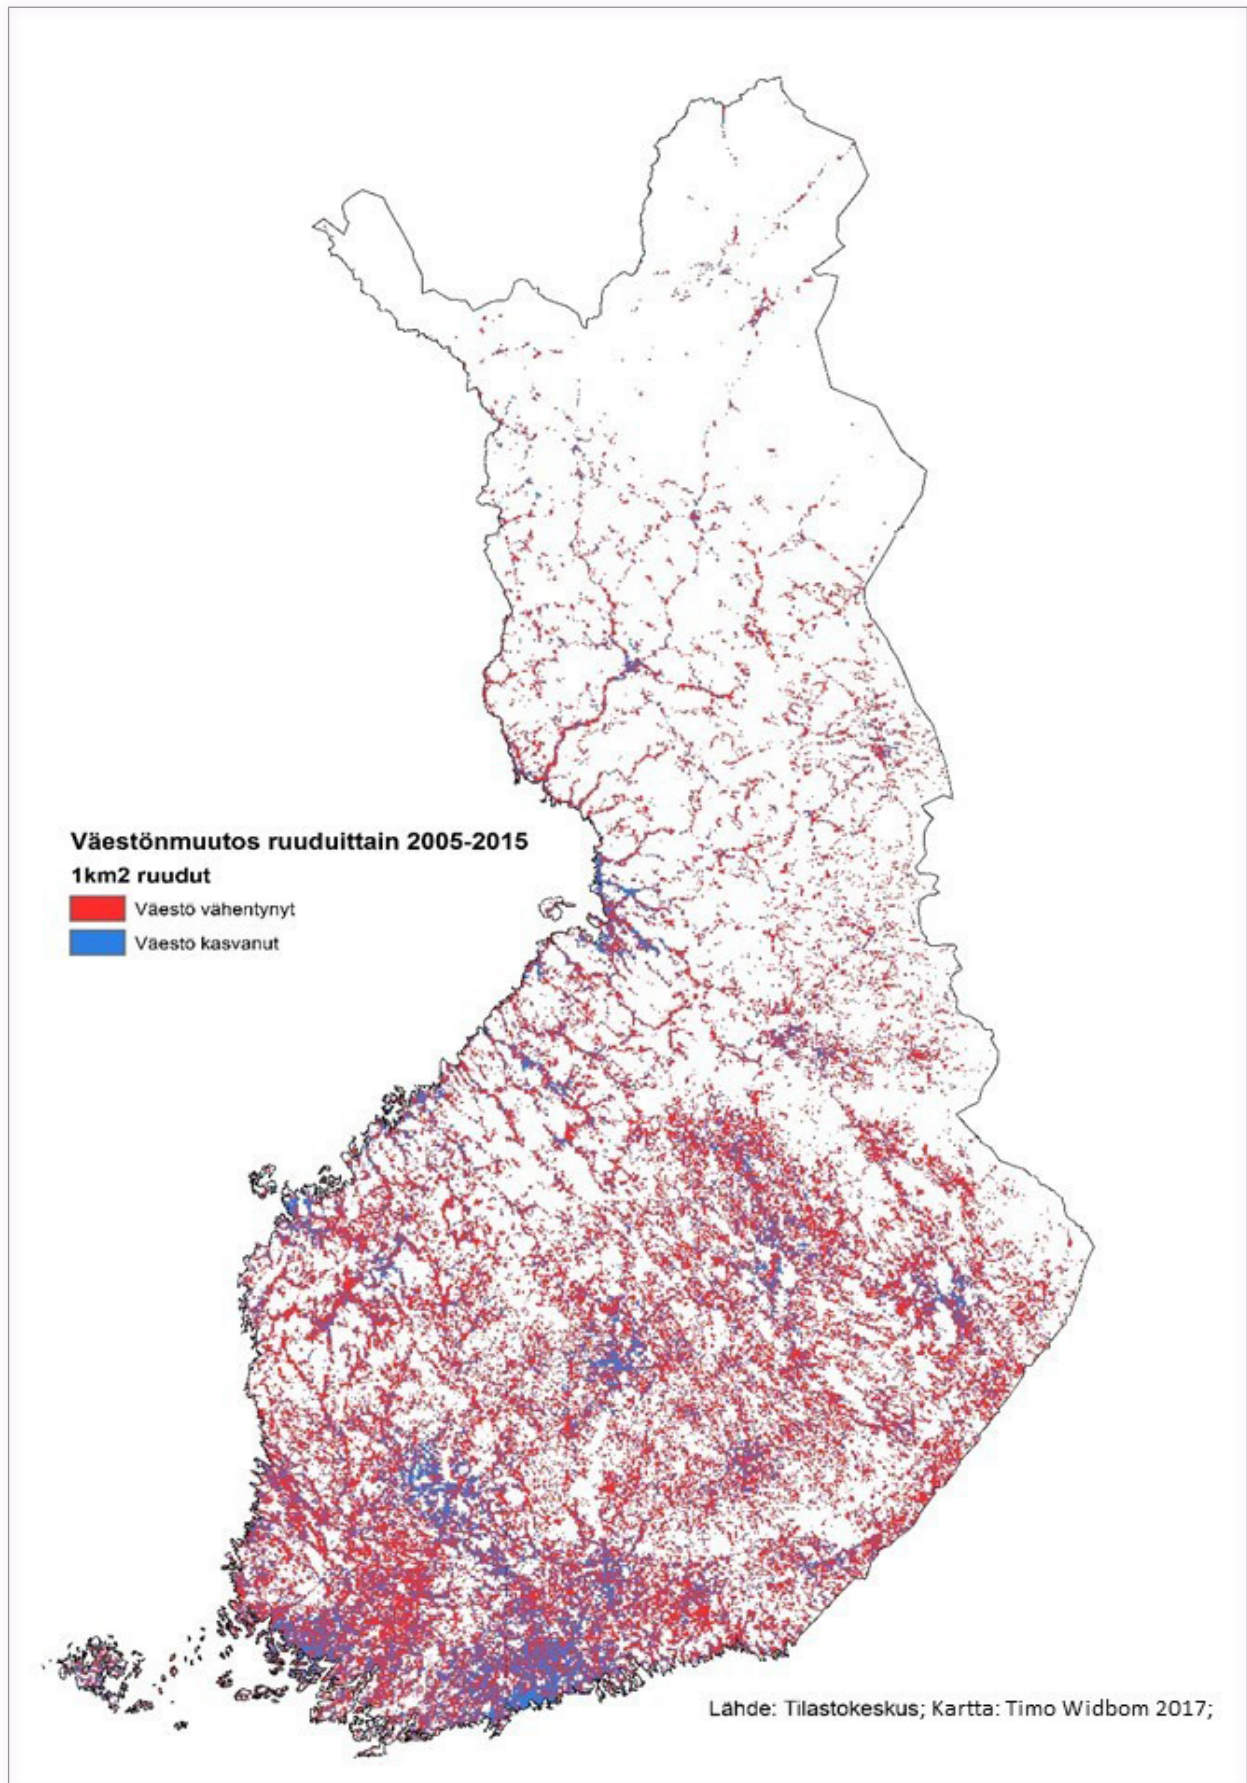 Väestönmuutos ruuduittain 2005-2015
1km2 ruudut
Väestö vähentynyt
Väestö kasvanut
Lähde: Tilastokeskus; Kartta: Timo Widbom 2017;